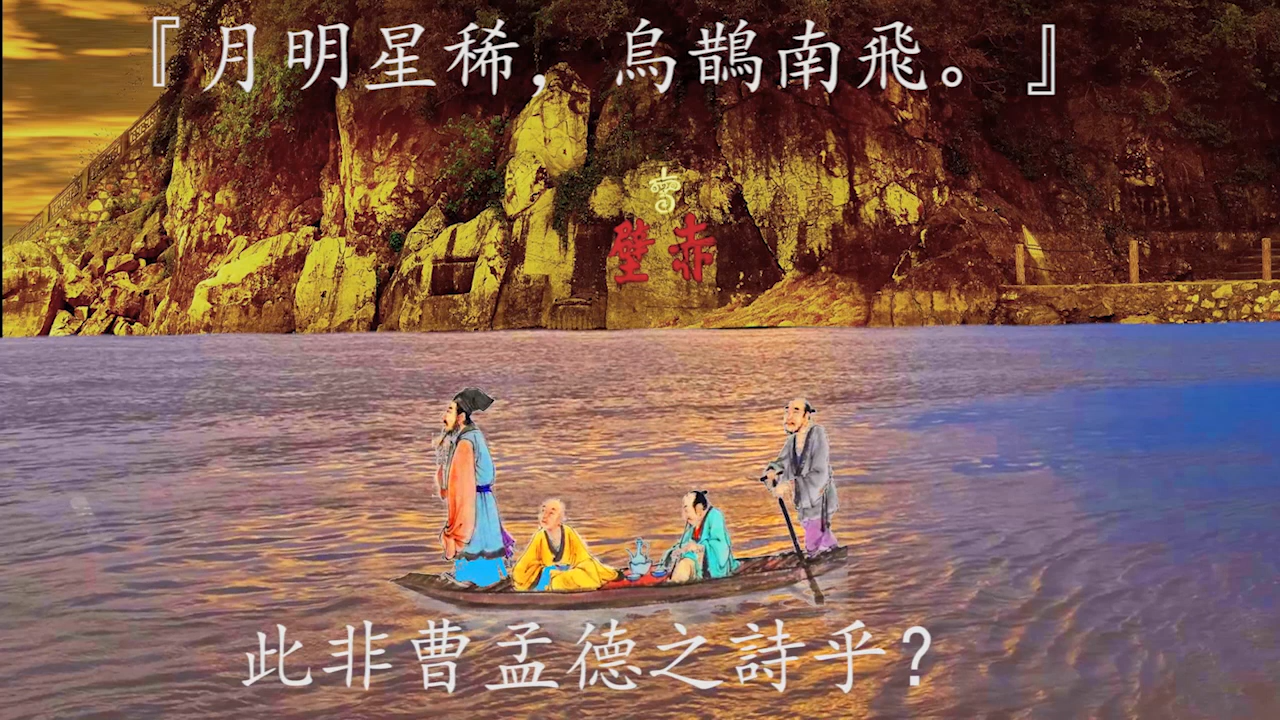 『月明星稀，烏鵲南飛。』
赤壁
此非曹孟德之詩乎？